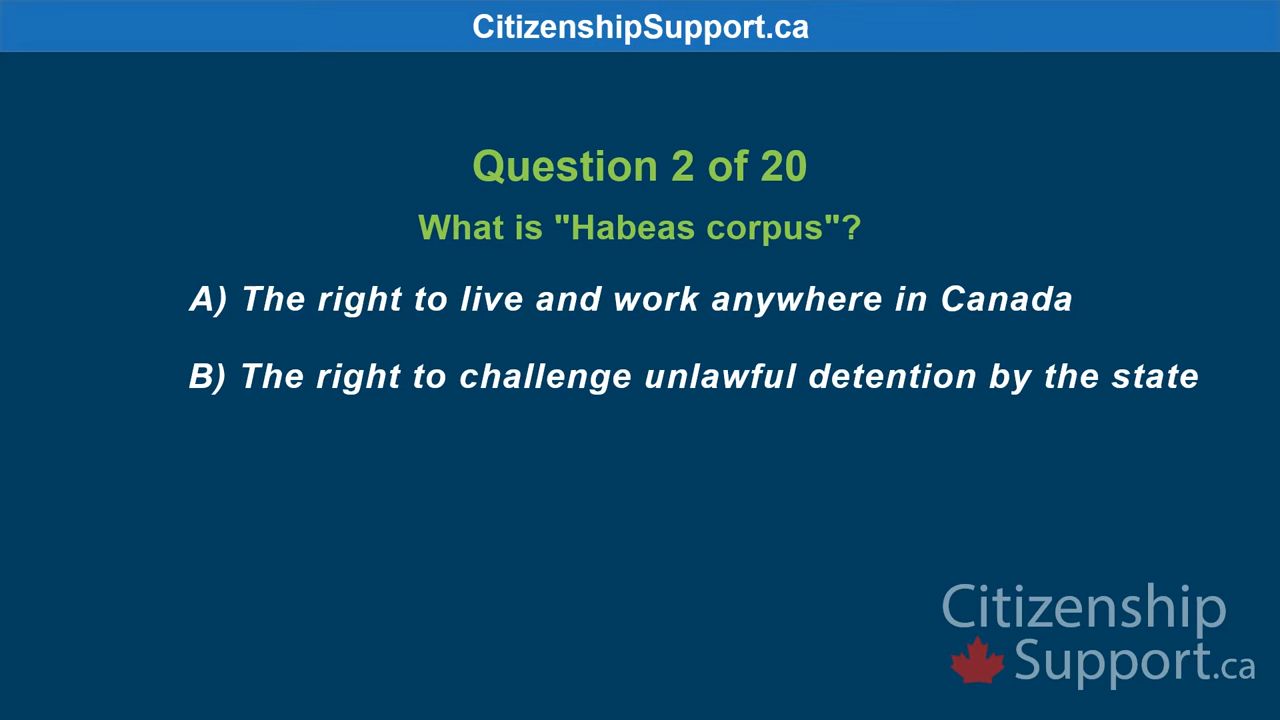 CitizenshipSupport.ca
Question 2 of 20
What is "Habeas corpus"?
A) The right to live and work anywhere in Canada
B) The right to challenge unlawful detention by the state
Citizenship
Support.ca